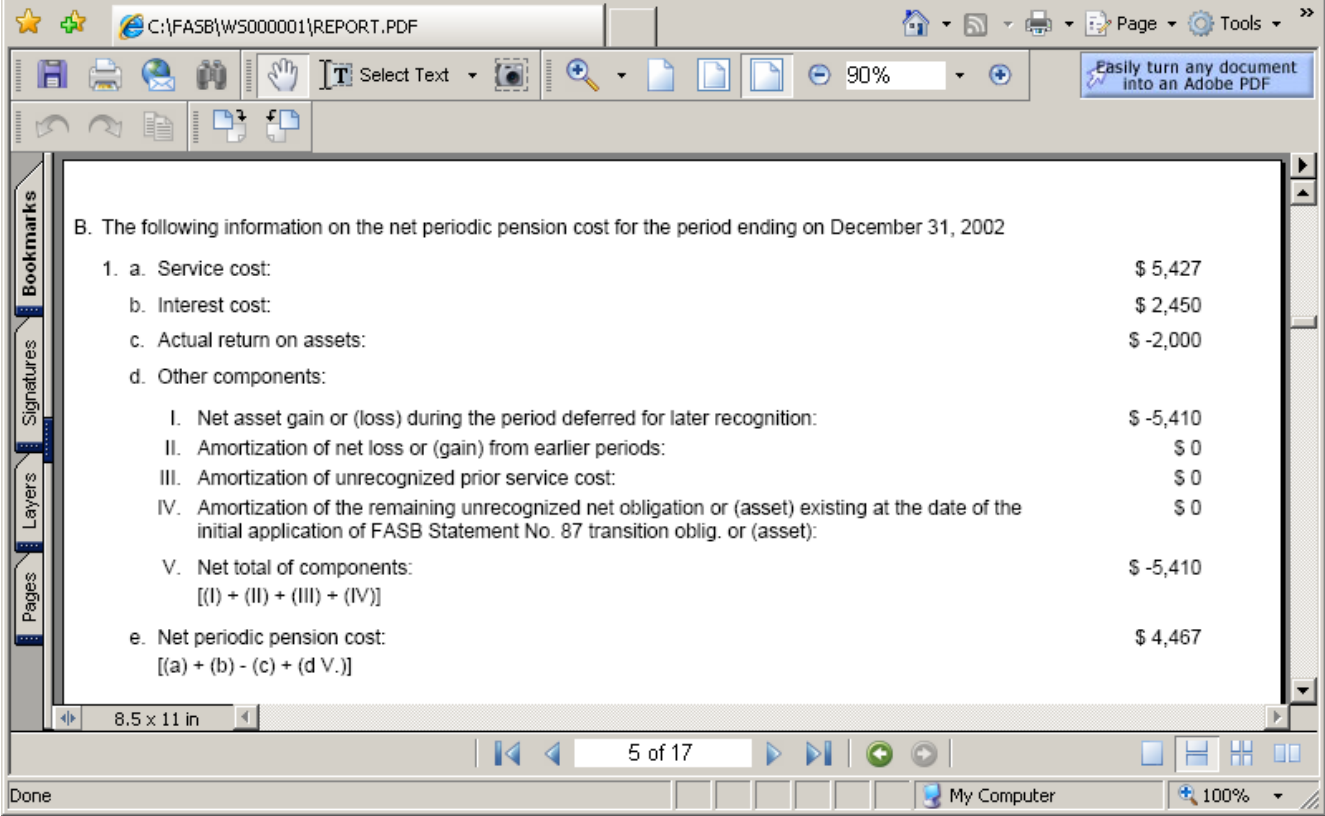 C:\FASB\WS000001\REPORT.PDF
Page
Tools
»
Select Text
90%
Easily turn any document
into an Adobe PDF
Bookmarks
Signatures
Layers
Pages
B. The following information on the net periodic pension cost for the period ending on December 31, 2002
1. a. Service cost: $ 5,427
b. Interest cost: $ 2,450
c. Actual return on assets: $ -2,000
d. Other components:
I. Net asset gain or (loss) during the period deferred for later recognition: $ -5,410
II. Amortization of net loss or (gain) from earlier periods: $ 0
III. Amortization of unrecognized prior service cost: $ 0
IV. Amortization of the remaining unrecognized net obligation or (asset) existing at the date of the $ 0
initial application of FASB Statement No. 87 transition oblig. or (asset):
V. Net total of components: $ -5,410
[(I) + (II) + (III) + (IV)]
e. Net periodic pension cost: $ 4,467
[(a) + (b) - (c) + (d V.)]
8.5 x 11 in
5 of 17
Done
My Computer
100%